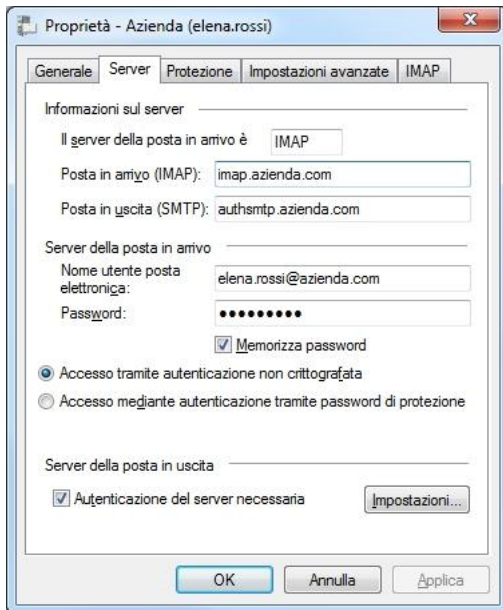 Proprietà - Azienda (elena.rossi)
Generale Server Protezione Impostazioni avanzate IMAP
Informazioni sul server
Il server della posta in arrivo è IMAP
Posta in arrivo (IMAP): imap.azienda.com
Posta in uscita (SMTP): authsmtp.azienda.com
Server della posta in arrivo
Nome utente posta
elettronica: elena.rossi@azienda.com
Password: •••••••••
Memorizza password
Accesso tramite autenticazione non crittografata
Accesso mediante autenticazione tramite password di protezione
Server della posta in uscita
Autenticazione del server necessaria Impostazioni...
OK Annulla Applica